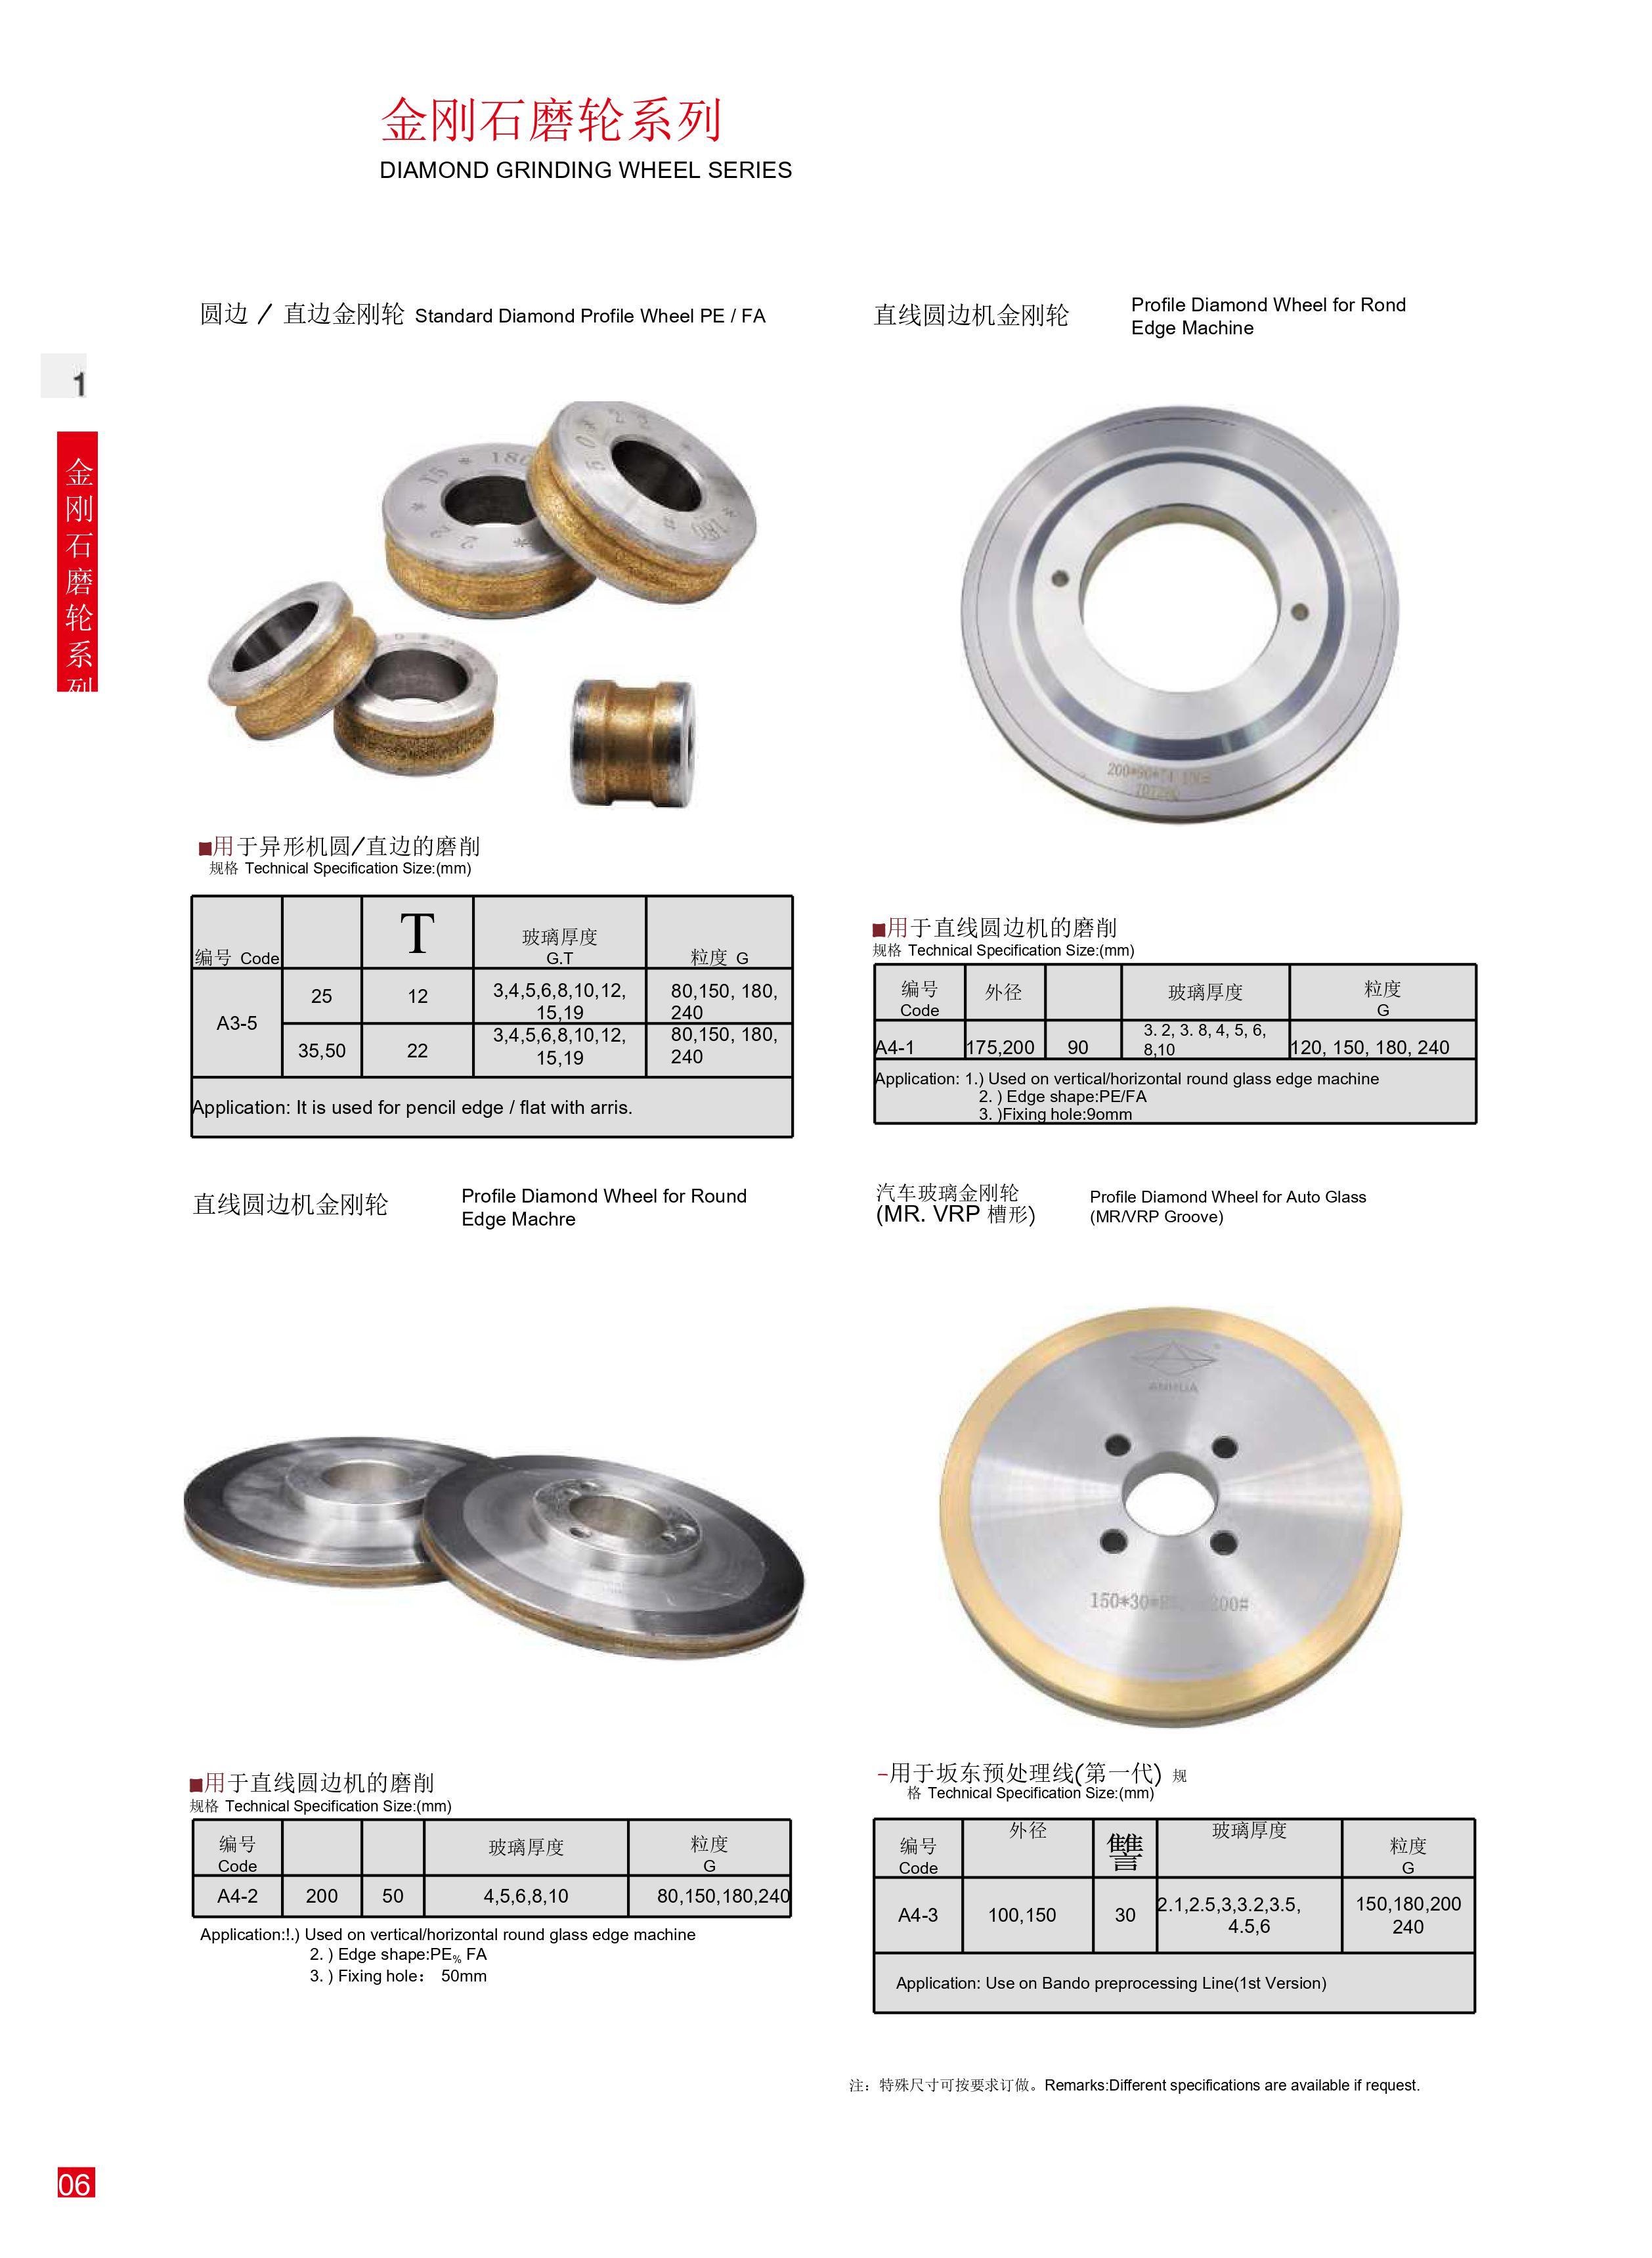 金刚石磨轮系列
DIAMOND GRINDING WHEEL SERIES
1
金刚石磨轮系列
圆边 / 直边金刚轮 Standard Diamond Profile Wheel PE / FA
■用于异形机圆/直边的磨削
规格 Technical Specification Size:(mm)
编号 Code T 玻璃厚度 G.T 粒度 G
A3-5 25 12 3,4,5,6,8,10,12, 15,19 80,150, 180, 240
35,50 22 3,4,5,6,8,10,12, 15,19 80,150, 180, 240
Application: It is used for pencil edge / flat with arris.
直线圆边机金刚轮 Profile Diamond Wheel for Rond
Edge Machine
■用于直线圆边机的磨削
规格 Technical Specification Size:(mm)
编号 Code 外径 玻璃厚度 粒度 G
A4-1 175,200 90 3. 2, 3. 8, 4, 5, 6, 8,10 120, 150, 180, 240
Application: 1.) Used on vertical/horizontal round glass edge machine
2. ) Edge shape:PE/FA
3. )Fixing hole:9omm
直线圆边机金刚轮 Profile Diamond Wheel for Round
Edge Machre
■用于直线圆边机的磨削
规格 Technical Specification Size:(mm)
编号 Code 玻璃厚度 粒度 G
A4-2 200 50 4,5,6,8,10 80,150,180,240
Application:!.) Used on vertical/horizontal round glass edge machine
2. ) Edge shape:PE% FA
3. ) Fixing hole： 50mm
汽车玻璃金刚轮
(MR. VRP 槽形)
Profile Diamond Wheel for Auto Glass
(MR/VRP Groove)
ANHUA
150*30* 200#
-用于坂东预处理线(第一代) 规
格 Technical Specification Size:(mm)
编号 Code 外径 讐 玻璃厚度 粒度 G
A4-3 100,150 30 2.1,2.5,3,3.2,3.5, 4.5,6 150,180,200 240
Application: Use on Bando preprocessing Line(1st Version)
注：特殊尺寸可按要求订做。Remarks:Different specifications are available if request.
06